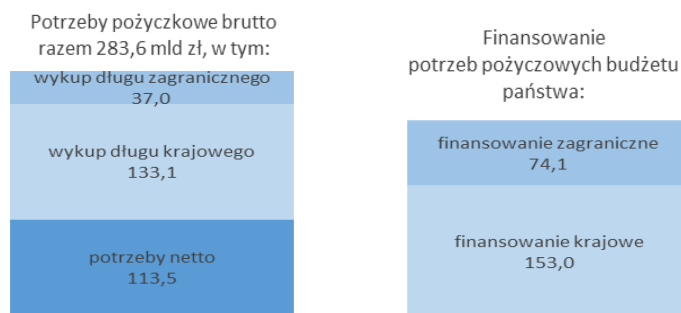 Potrzeby pożyczkowe brutto
razem 283,6 mld zł, w tym:
wykup długu zagranicznego
37,0
wykup długu krajowego
133,1
potrzeby netto
113,5
Finansowanie
potrzeb pożyczowych budżetu
państwa:
finansowanie zagraniczne
74,1
finansowanie krajowe
153,0